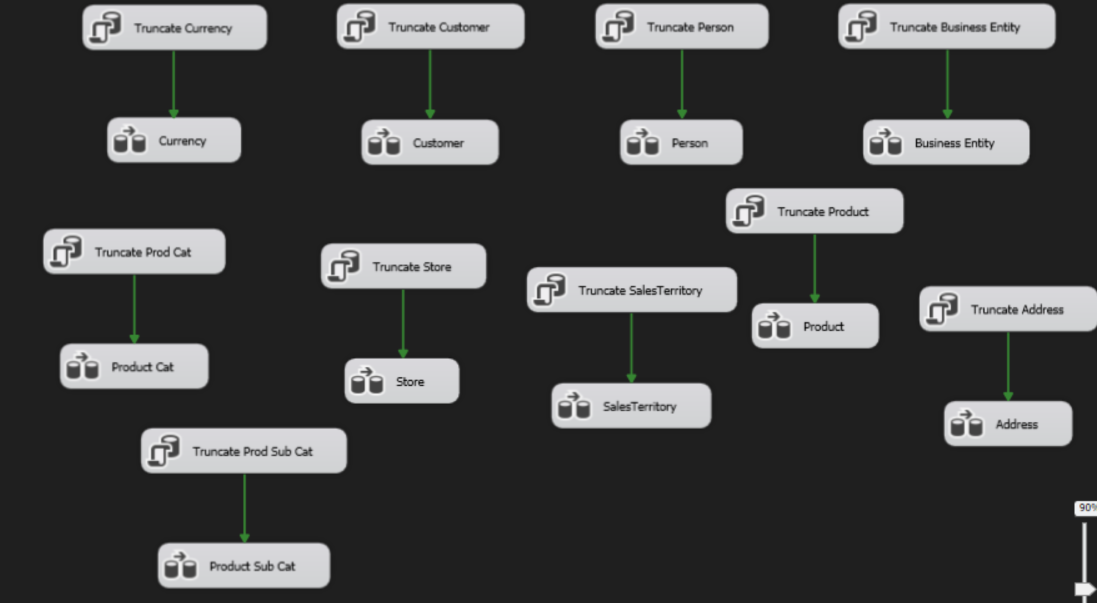 Truncate Currency
Truncate Customer
Truncate Person
Truncate Business Entity
Currency
Customer
Person
Business Entity
Truncate Product
Truncate Prod Cat
Truncate Store
Truncate SalesTerritory
Truncate Address
Product
Product Cat
Store
SalesTerritory
Address
Truncate Prod Sub Cat
90%
Product Sub Cat